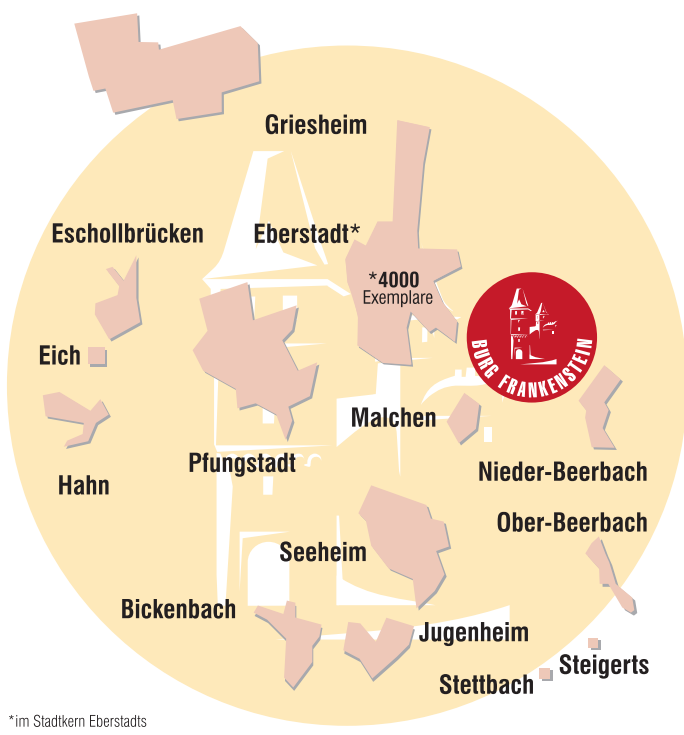 Griesheim
Eschollbrücken
Eberstadt*
*4000
Exemplare
BURG FRANKENSTEIN
Eich
Malchen
Hahn
Pfungstadt
Nieder-Beerbach
Ober-Beerbach
Seeheim
Bickenbach
Jugenheim
Steigerts
Stettbach
*im Stadtkern Eberstadts